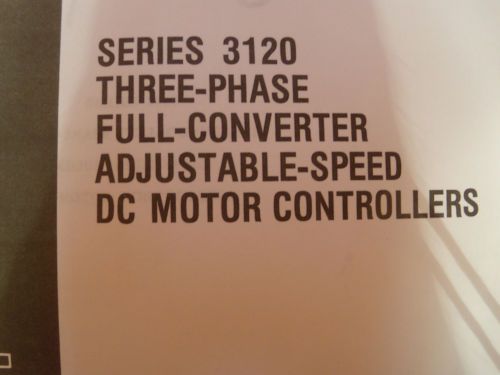 SERIES 3120
THREE-PHASE
FULL-CONVERTER
ADJUSTABLE-SPEED
DC MOTOR CONTROLLERS